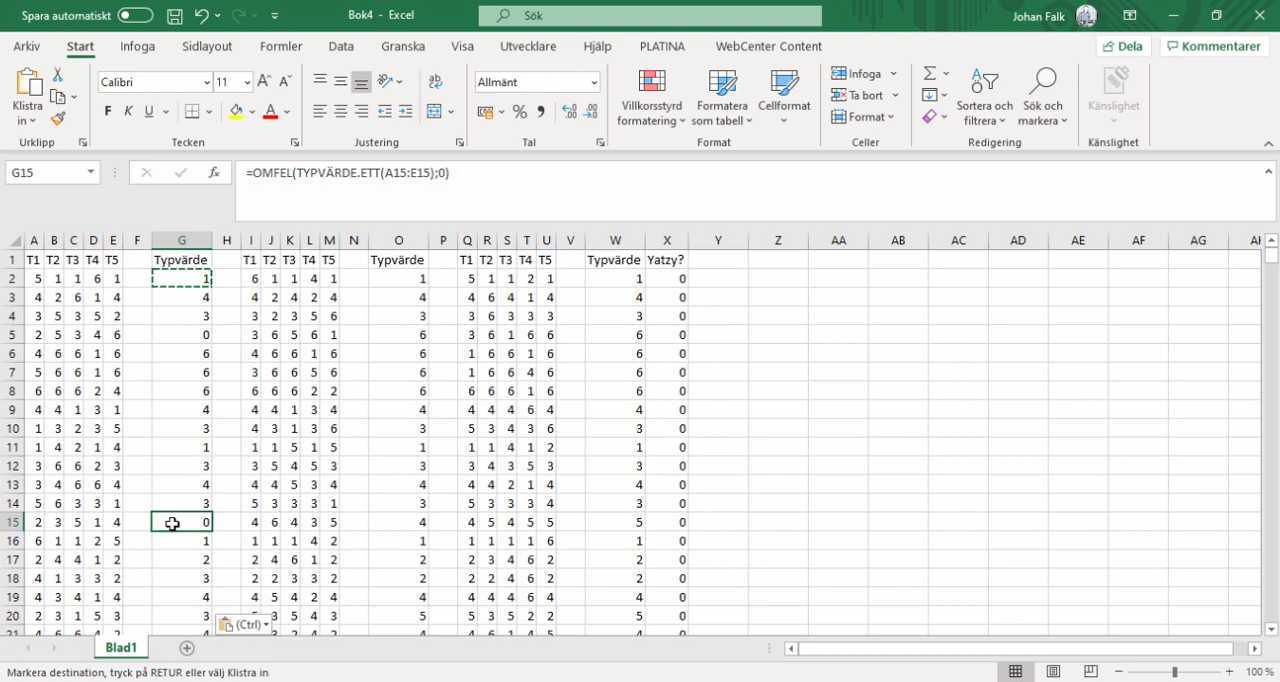 Spara automatiskt Bok4 - Excel Sök Johan Falk
Arkiv Start Infoga Sidlayout Formler Data Granska Visa Utvecklare Hjälp PLATINA WebCenter Content Dela Kommentarer
Klistra in Calibri 11 F K U Allmänt Villkorsstyrd formatering Formatera som tabell Cellformat Infoga Ta bort Format Sortera och filtrera Sök och markera Känslighet
Urklipp Tecken Justering Tal Format Celler Redigering Känslighet
G15 fx =OMFEL(TYPVÄRDE.ETT(A15:E15);0)
A B C D E F G H I J K L M N O P Q R S T U V W X Y Z AA AB AC AD AE AF AG
1 T1 T2 T3 T4 T5 Typvärde T1 T2 T3 T4 T5 Typvärde T1 T2 T3 T4 T5 Typvärde Yatzy?
2 5 1 1 6 1 1 6 1 1 4 1 1 5 1 1 2 1 1 0
3 4 2 6 1 4 4 4 2 4 2 4 4 4 6 4 1 4 4 0
4 3 5 3 5 2 3 3 2 3 5 6 3 3 6 3 3 3 3 0
5 2 5 3 4 6 0 3 6 5 6 1 6 3 6 1 6 6 6 0
6 4 6 6 1 6 6 4 6 6 1 6 6 1 6 6 1 6 6 0
7 5 6 6 1 6 6 3 6 6 5 6 6 1 6 6 4 6 6 0
8 6 6 6 2 4 6 6 6 6 2 2 6 6 6 6 1 6 6 0
9 4 4 1 3 1 4 4 4 1 3 4 4 4 4 4 6 4 4 0
10 1 3 2 3 5 3 4 3 1 3 6 3 5 3 4 3 6 3 0
11 1 4 2 1 4 1 1 1 5 1 5 1 1 1 4 1 2 1 0
12 3 6 6 2 3 3 3 5 4 5 3 3 3 4 3 5 3 3 0
13 3 4 6 6 4 4 4 4 5 3 4 4 4 4 2 1 4 4 0
14 5 6 3 3 1 3 5 3 3 3 1 3 5 3 3 3 4 3 0
15 2 3 5 1 4 0 4 6 4 3 5 4 4 5 4 5 5 5 0
16 6 1 1 2 5 1 1 1 1 4 2 1 1 1 1 1 6 1 0
17 2 4 4 1 2 2 2 4 6 1 2 2 2 3 4 6 2 2 0
18 4 1 3 3 2 3 2 2 3 3 2 2 2 2 4 6 2 2 0
19 4 3 4 1 4 4 4 5 4 2 4 4 4 4 4 6 4 4 0
20 2 3 1 5 3 3 3 5 4 3 5 5 3 5 2 2 5 0
(Ctrl)
Blad1
Markera destination, tryck på RETUR eller välj Klistra in 100 %